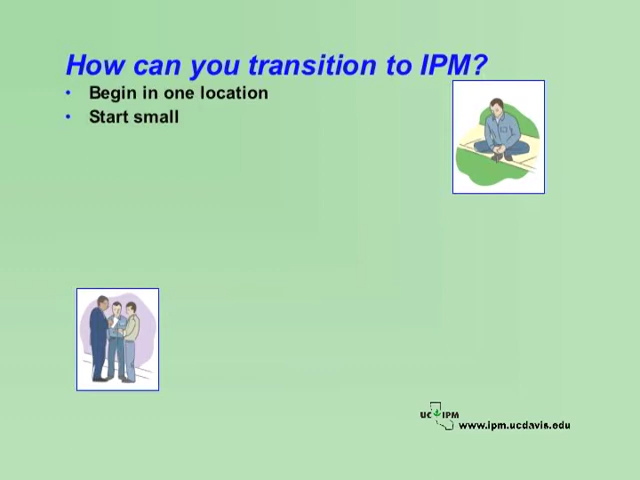 How can you transition to IPM?
• Begin in one location
• Start small
UC IPM
www.ipm.ucdavis.edu